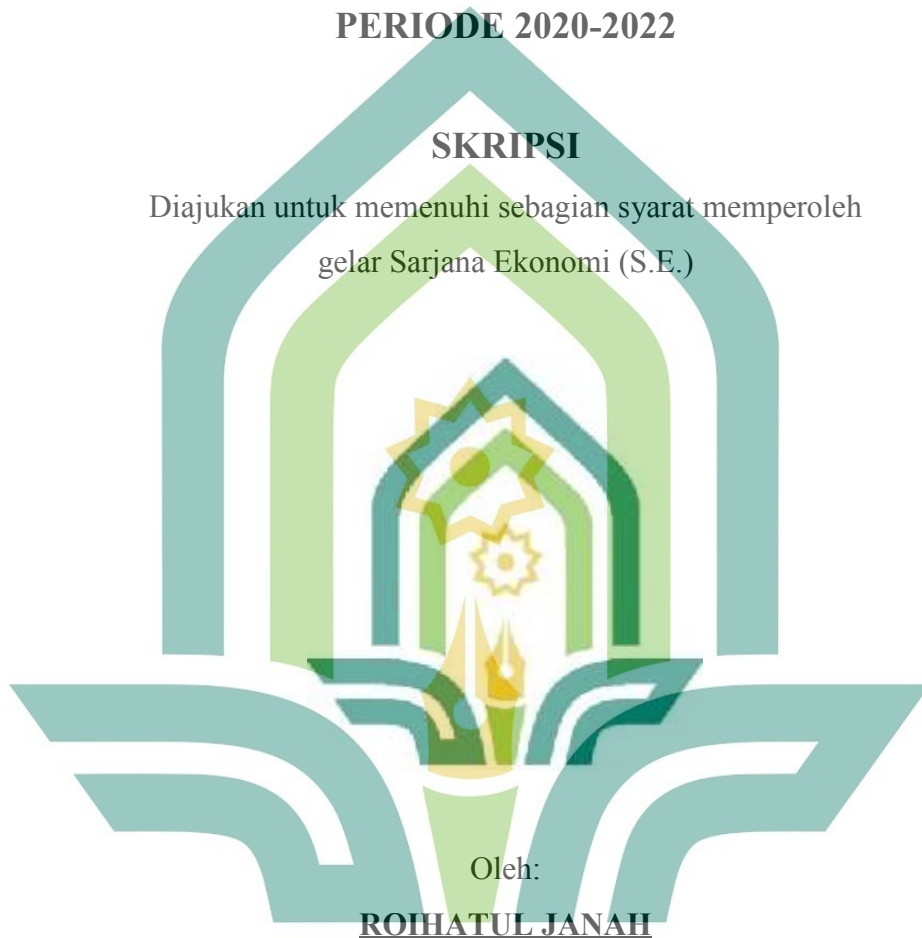 PERIODE 2020-2022
SKRIPSI
Diajukan untuk memenuhi sebagian syarat memperoleh
gelar Sarjana Ekonomi (S.E.)
Oleh:
ROIHATUL JANAH